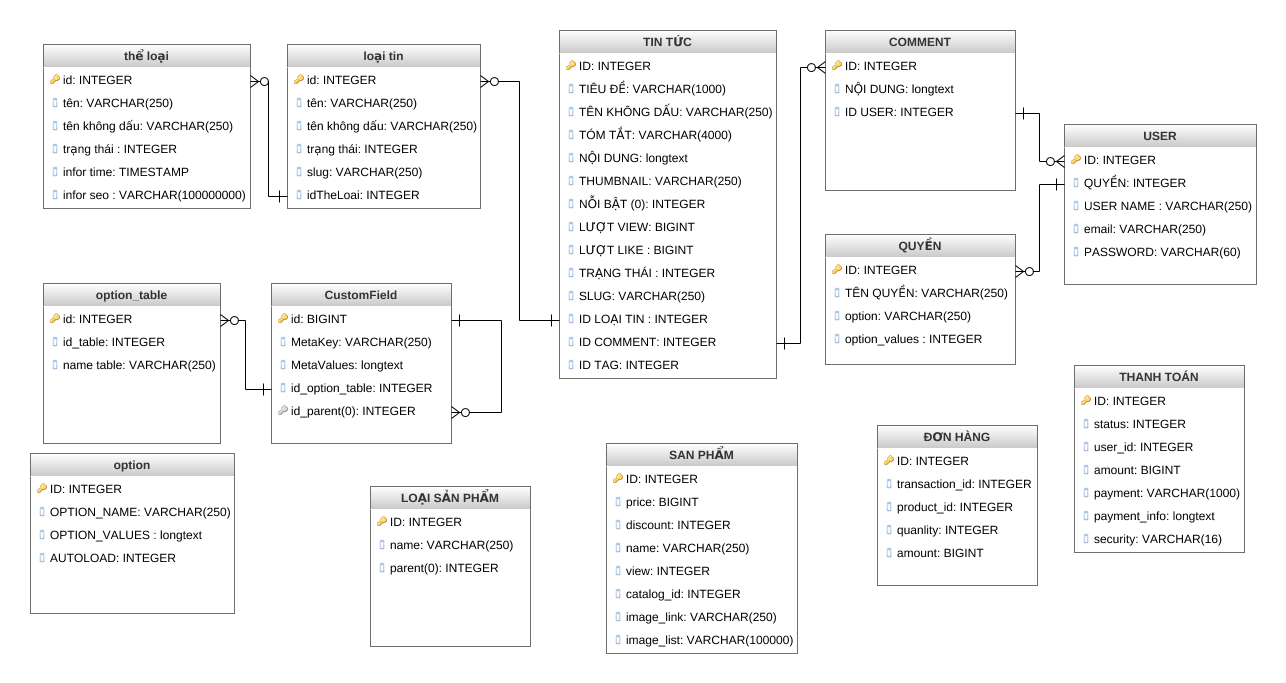 thể loại
id: INTEGER
tên: VARCHAR(250)
tên không dấu: VARCHAR(250)
trạng thái : INTEGER
infor time: TIMESTAMP
infor seo : VARCHAR(100000000)
loại tin
id: INTEGER
tên: VARCHAR(250)
tên không dấu: VARCHAR(250)
trạng thái: INTEGER
slug: VARCHAR(250)
idTheLoai: INTEGER
TIN TỨC
ID: INTEGER
TIÊU ĐỀ: VARCHAR(1000)
TÊN KHÔNG DẤU: VARCHAR(250)
TÓM TẮT: VARCHAR(4000)
NỘI DUNG: longtext
THUMBNAIL: VARCHAR(250)
NỖI BẬT (0): INTEGER
LƯỢT VIEW: BIGINT
LƯỢT LIKE : BIGINT
TRẠNG THÁI : INTEGER
SLUG: VARCHAR(250)
ID LOẠI TIN : INTEGER
ID COMMENT: INTEGER
ID TAG: INTEGER
COMMENT
ID: INTEGER
NỘI DUNG: longtext
ID USER: INTEGER
USER
ID: INTEGER
QUYỀN: INTEGER
USER NAME : VARCHAR(250)
email: VARCHAR(250)
PASSWORD: VARCHAR(60)
QUYỀN
ID: INTEGER
TÊN QUYỀN: VARCHAR(250)
option: VARCHAR(250)
option_values : INTEGER
option_table
id: INTEGER
id_table: INTEGER
name table: VARCHAR(250)
CustomField
id: BIGINT
MetaKey: VARCHAR(250)
MetaValues: longtext
id_option_table: INTEGER
id_parent(0): INTEGER
THANH TOÁN
ID: INTEGER
status: INTEGER
user_id: INTEGER
amount: BIGINT
payment: VARCHAR(1000)
payment_info: longtext
security: VARCHAR(16)
option
ID: INTEGER
OPTION_NAME: VARCHAR(250)
OPTION_VALUES : longtext
AUTOLOAD: INTEGER
LOẠI SẢN PHẨM
ID: INTEGER
name: VARCHAR(250)
parent(0): INTEGER
SAN PHẨM
ID: INTEGER
price: BIGINT
discount: INTEGER
name: VARCHAR(250)
view: INTEGER
catalog_id: INTEGER
image_link: VARCHAR(250)
image_list: VARCHAR(100000)
ĐƠN HÀNG
ID: INTEGER
transaction_id: INTEGER
product_id: INTEGER
quanlity: INTEGER
amount: BIGINT